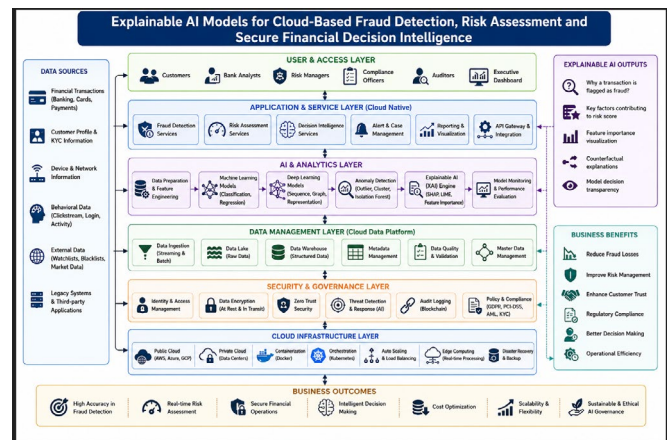 Explainable AI Models for Cloud-Based Fraud Detection, Risk Assessment and
Secure Financial Decision Intelligence
DATA SOURCES
Financial Transactions
(Banking, Cards,
Payments)
Customer Profile &
KYC Information
Device & Network
Information
Behavioral Data
(Clickstream, Login,
Activity)
External Data
(Watchlists, Blacklists,
Market Data)
Legacy Systems
& Third-party
Applications
USER & ACCESS LAYER
Customers
Bank Analysts
Risk Managers
Compliance
Officers
Auditors
Executive
Dashboard
APPLICATION & SERVICE LAYER (Cloud Native)
Fraud Detection
Services
Risk Assessment
Services
Decision Intelligence
Services
Alert & Case
Management
Reporting &
Visualization
API Gateway &
Integration
AI & ANALYTICS LAYER
Data Preparation
& Feature
Engineering
Machine Learning
Models
(Classification,
Regression)
Deep Learning
Models
(Sequence, Graph,
Representation)
Anomaly Detection
(Outlier, Cluster,
Isolation Forest)
Explainable AI
(XAI) Engine
(SHAP, LIME,
Feature Importance)
Model Monitoring
& Performance
Evaluation
DATA MANAGEMENT LAYER (Cloud Data Platform)
Data Ingestion
(Streaming &
Batch)
Data Lake
(Raw Data)
Data Warehouse
(Structured Data)
Metadata
Management
Data Quality
& Validation
Master Data
Management
SECURITY & GOVERNANCE LAYER
Identity & Access
Management
Data Encryption
(At Rest & In Transit)
Zero Trust
Security
Threat Detection
& Response (AI)
Audit Logging
(Blockchain)
Policy & Compliance
(GDPR, PCI-DSS,
AML, KYC)
CLOUD INFRASTRUCTURE LAYER
Public Cloud
(AWS, Azure, GCP)
Private Cloud
(Data Centers)
Containerization
(Docker)
Orchestration
(Kubernetes)
Auto Scaling
& Load Balancing
Edge Computing
(Real-time Processing)
Disaster Recovery
& Backup
EXPLAINABLE AI OUTPUTS
Why a transaction is
flagged as fraud?
Key factors contributing
to risk score
Feature importance
visualization
Counterfactual
explanations
Model decision
transparency
BUSINESS BENEFITS
Reduce Fraud Losses
Improve Risk Management
Enhance Customer Trust
Regulatory Compliance
Better Decision Making
Operational Efficiency
BUSINESS OUTCOMES
High Accuracy in
Fraud Detection
Real-time Risk
Assessment
Secure Financial
Operations
Intelligent Decision
Making
Cost Optimization
Scalability &
Flexibility
Sustainable & Ethical
AI Governance